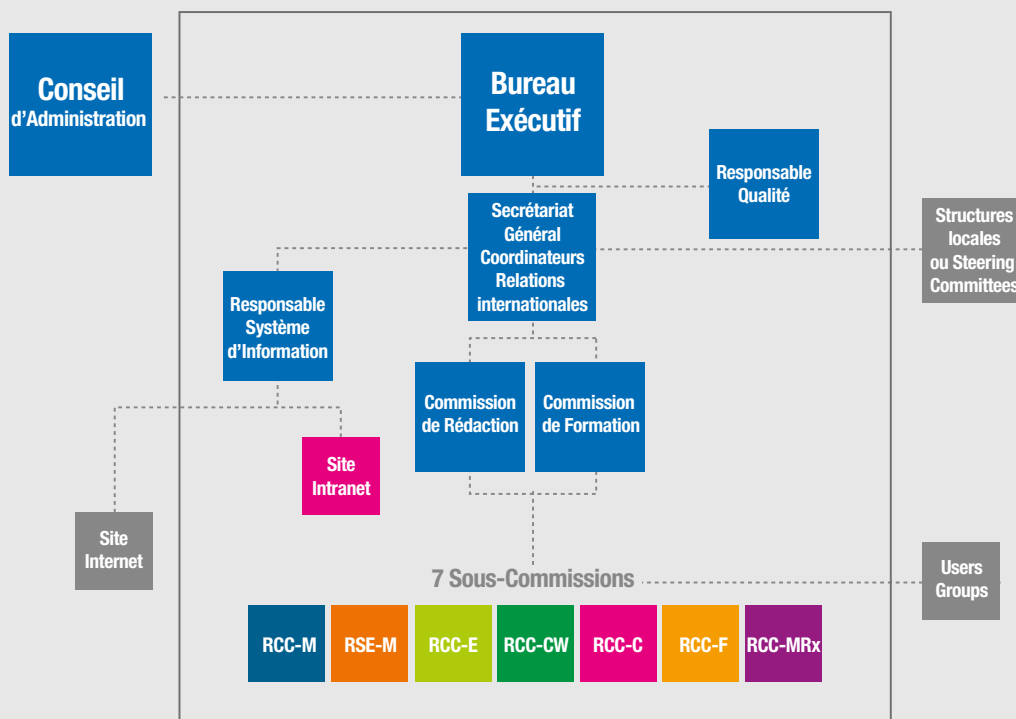 Conseil
d'Administration
Bureau
Exécutif
Responsable
Qualité
Secrétariat
Général
Coordinateurs
Relations
internationales
Structures
locales
ou Steering
Committees
Responsable
Système
d'Information
Commission
de Rédaction
Commission
de Formation
Site
Intranet
Site
Internet
7 Sous-Commissions
Users
Groups
RCC-M
RSE-M
RCC-E
RCC-CW
RCC-C
RCC-F
RCC-MRx